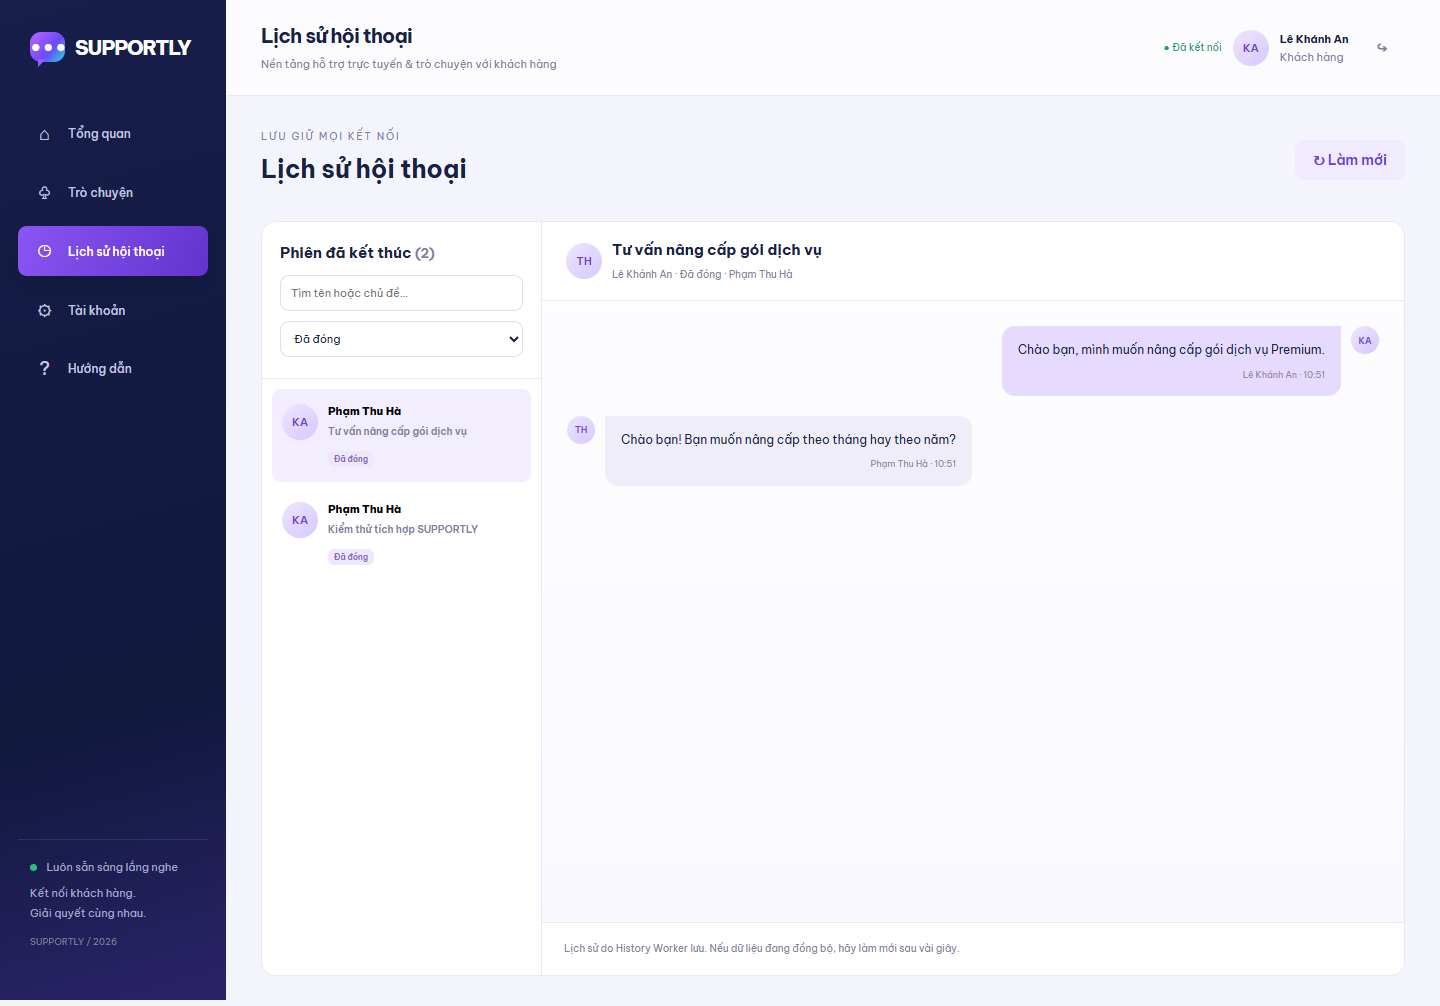 SUPPORTLY
Tổng quan
Trò chuyện
Lịch sử hội thoại
Tài khoản
? Hướng dẫn
Luôn sẵn sàng lắng nghe
Kết nối khách hàng.
Giải quyết cùng nhau.
SUPPORTLY / 2026
Lịch sử hội thoại
Nền tảng hỗ trợ trực tuyến & trò chuyện với khách hàng
● Đã kết nối
KA
Lê Khánh An
Khách hàng
LƯU GIỮ MỌI KẾT NỐI
Lịch sử hội thoại
↻ Làm mới
Phiên đã kết thúc (2)
Tìm tên hoặc chủ đề...
Đã đóng
KA
Phạm Thu Hà
Tư vấn nâng cấp gói dịch vụ
Đã đóng
KA
Phạm Thu Hà
Kiểm thử tích hợp SUPPORTLY
Đã đóng
TH
Tư vấn nâng cấp gói dịch vụ
Lê Khánh An · Đã đóng · Phạm Thu Hà
Chào bạn, mình muốn nâng cấp gói dịch vụ Premium.
Lê Khánh An · 10:51
KA
TH
Chào bạn! Bạn muốn nâng cấp theo tháng hay theo năm?
Phạm Thu Hà · 10:51
Lịch sử do History Worker lưu. Nếu dữ liệu đang đồng bộ, hãy làm mới sau vài giây.